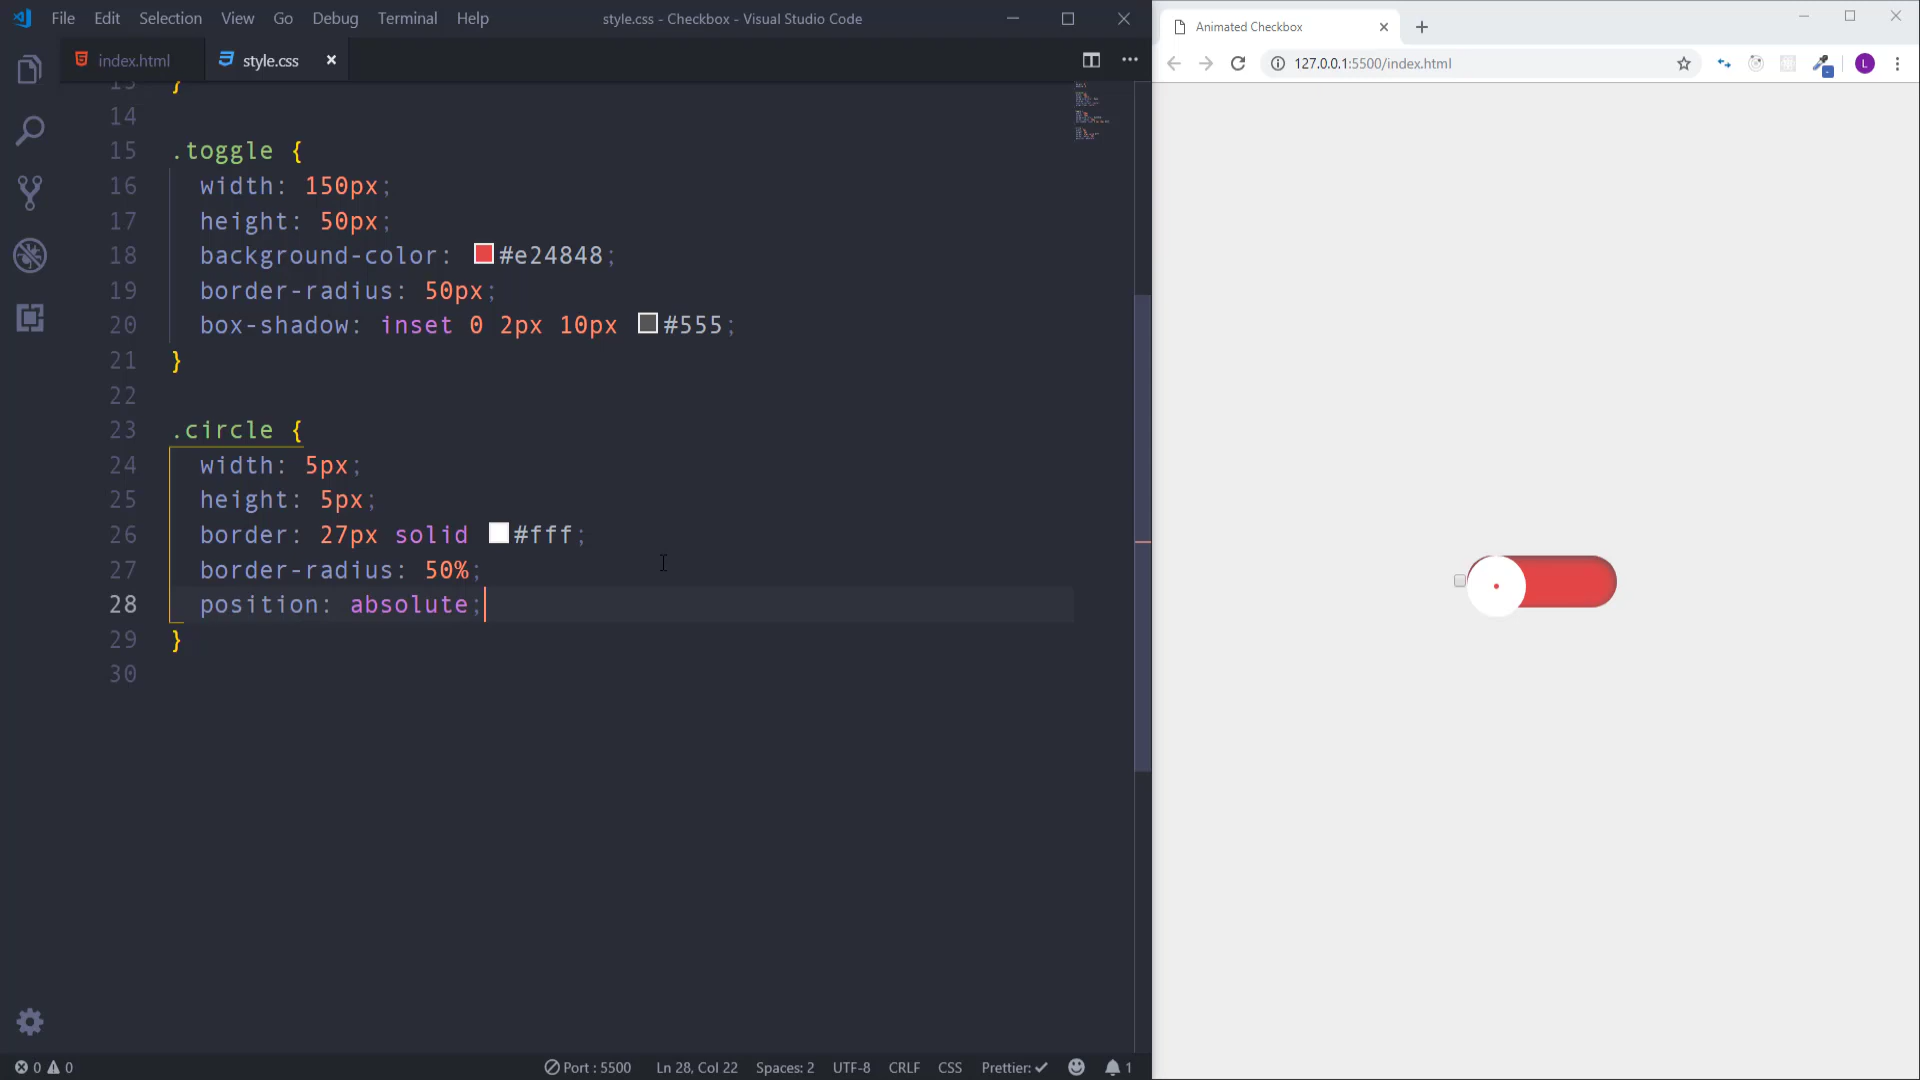 File Edit Selection View Go Debug Terminal Help style.css - Checkbox - Visual Studio Code
index.html style.css
13 }
14
15 .toggle {
16 width: 150px;
17 height: 50px;
18 background-color: #e24848;
19 border-radius: 50px;
20 box-shadow: inset 0 2px 10px #555;
21 }
22
23 .circle {
24 width: 5px;
25 height: 5px;
26 border: 27px solid #fff;
27 border-radius: 50%;
28 position: absolute;
29 }
30
0 0 Port : 5500 Ln 28, Col 22 Spaces: 2 UTF-8 CRLF CSS Prettier: 1
Animated Checkbox
127.0.0.1:5500/index.html L